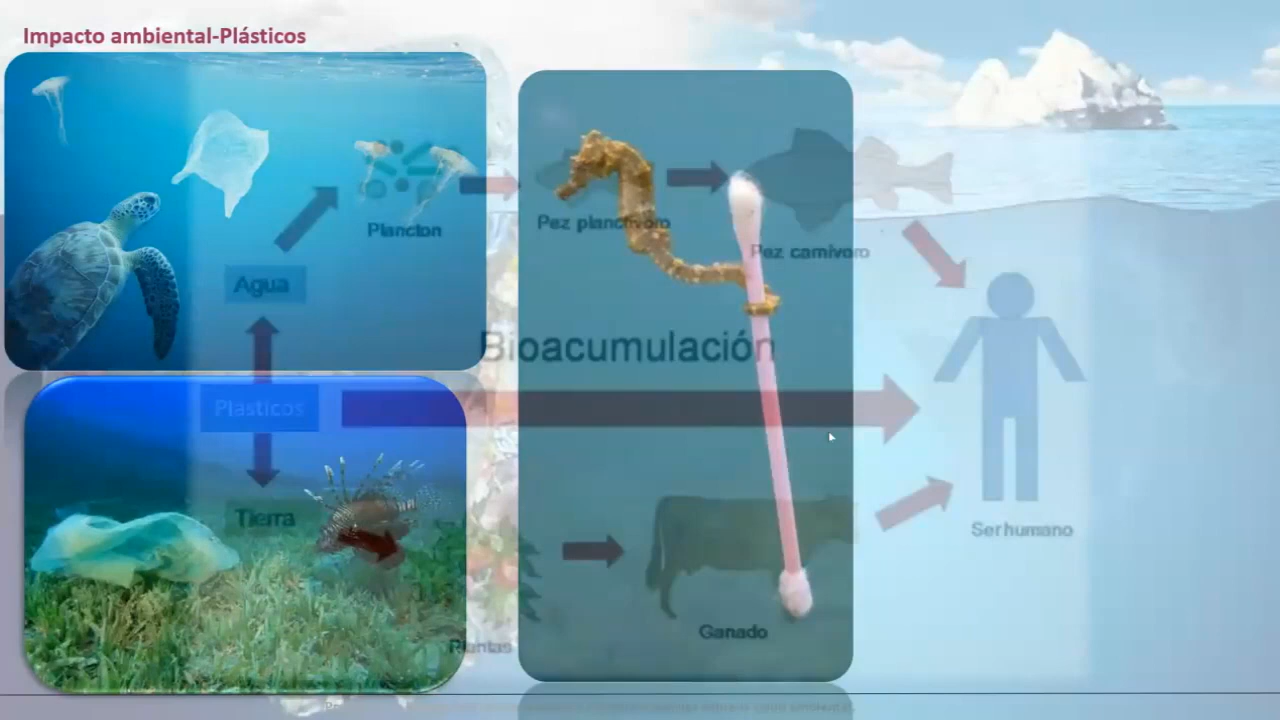 Impacto ambiental-Plásticos
Plancton
Pez planctívoro
Pez carnívoro
Agua
Bioacumulación
Plásticos
Tierra
Ser humano
Ganado
Plantas